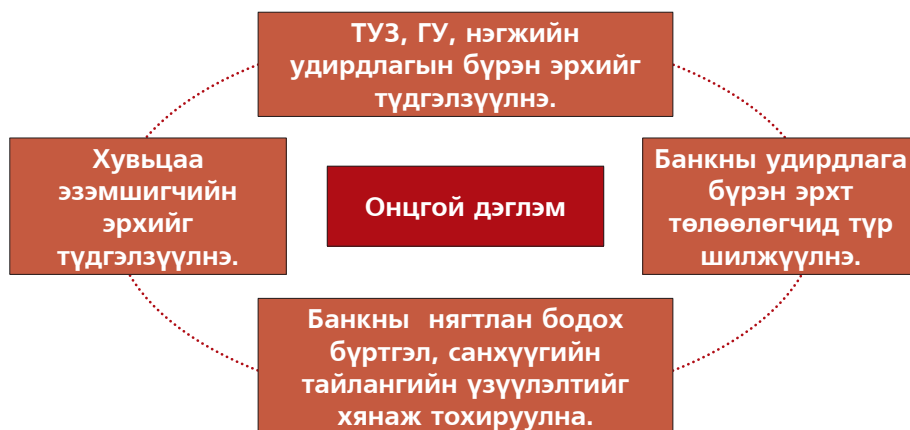 ТУЗ, ГУ, нэгжийн
удирдлагын бүрэн эрхийг
түдгэлзүүлнэ.
Хувьцаа
эзэмшигчийн
эрхийг
түдгэлзүүлнэ.
Онцгой дэглэм
Банкны удирдлага
бүрэн эрхт
төлөөлөгчид түр
шилжүүлнэ.
Банкны нягтлан бодох
бүртгэл, санхүүгийн
тайлангийн үзүүлэлтийг
хянаж тохируулна.